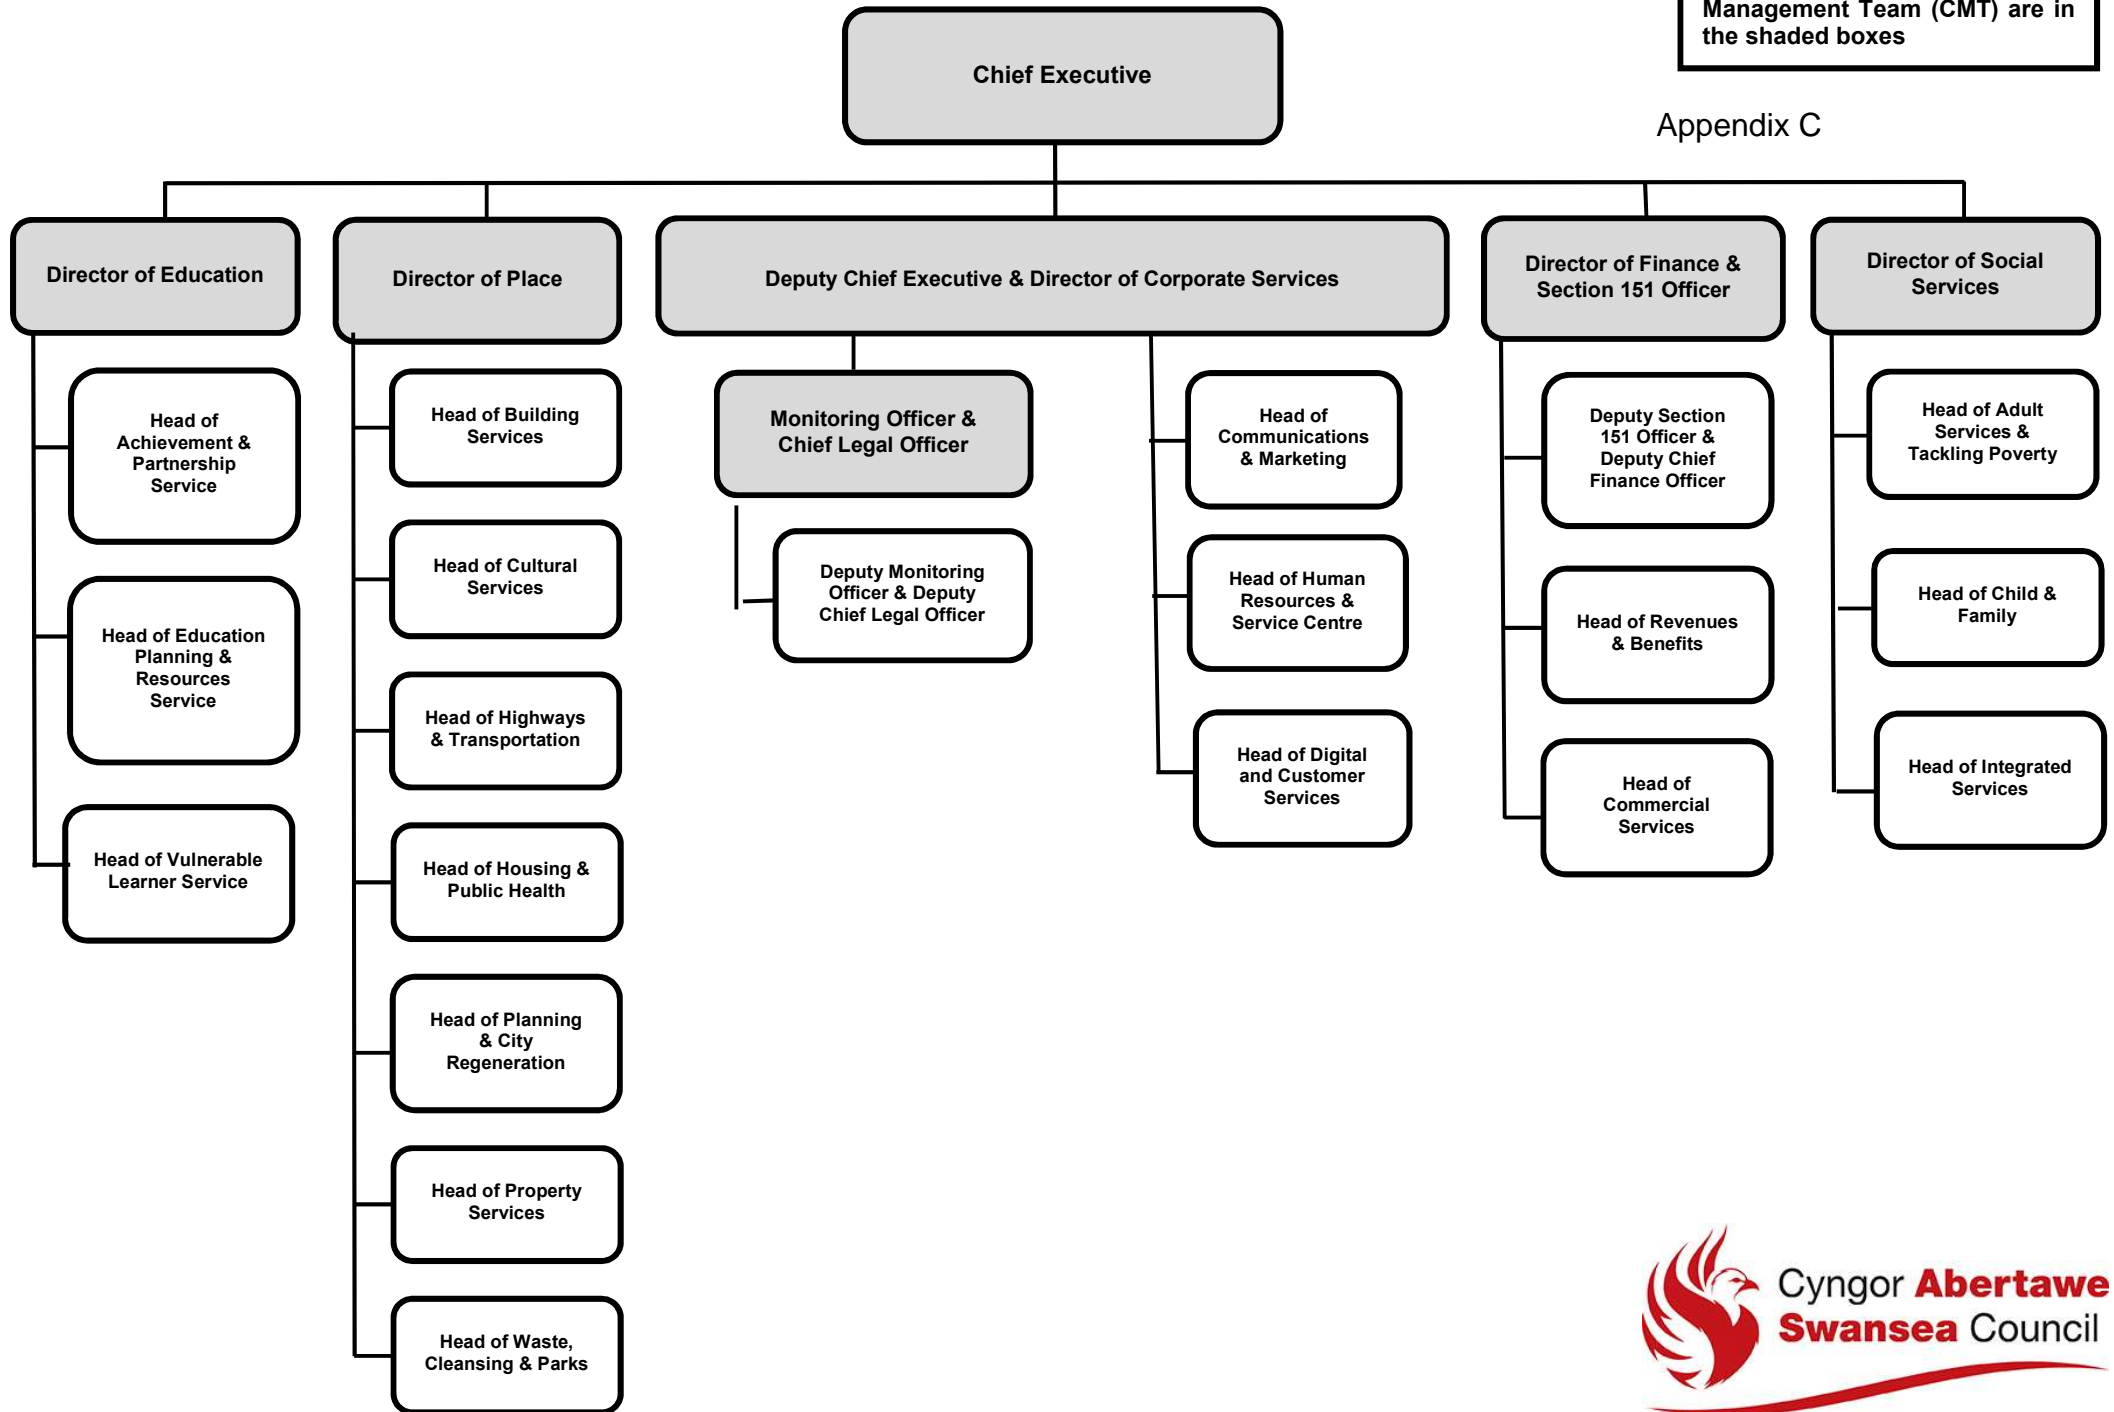 Management Team (CMT) are in
the shaded boxes
Chief Executive
Appendix C
Director of Education
Director of Place
Deputy Chief Executive & Director of Corporate Services
Director of Finance &
Section 151 Officer
Director of Social
Services
Head of
Achievement &
Partnership
Service
Head of Education
Planning &
Resources
Service
Head of Vulnerable
Learner Service
Head of Building
Services
Head of Cultural
Services
Head of Highways
& Transportation
Head of Housing &
Public Health
Head of Planning
& City
Regeneration
Head of Property
Services
Head of Waste,
Cleansing & Parks
Monitoring Officer &
Chief Legal Officer
Deputy Monitoring
Officer & Deputy
Chief Legal Officer
Head of
Communications
& Marketing
Head of Human
Resources &
Service Centre
Head of Digital
and Customer
Services
Deputy Section
151 Officer &
Deputy Chief
Finance Officer
Head of Revenues
& Benefits
Head of
Commercial
Services
Head of Adult
Services &
Tackling Poverty
Head of Child &
Family
Head of Integrated
Services
Cyngor Abertawe
Swansea Council